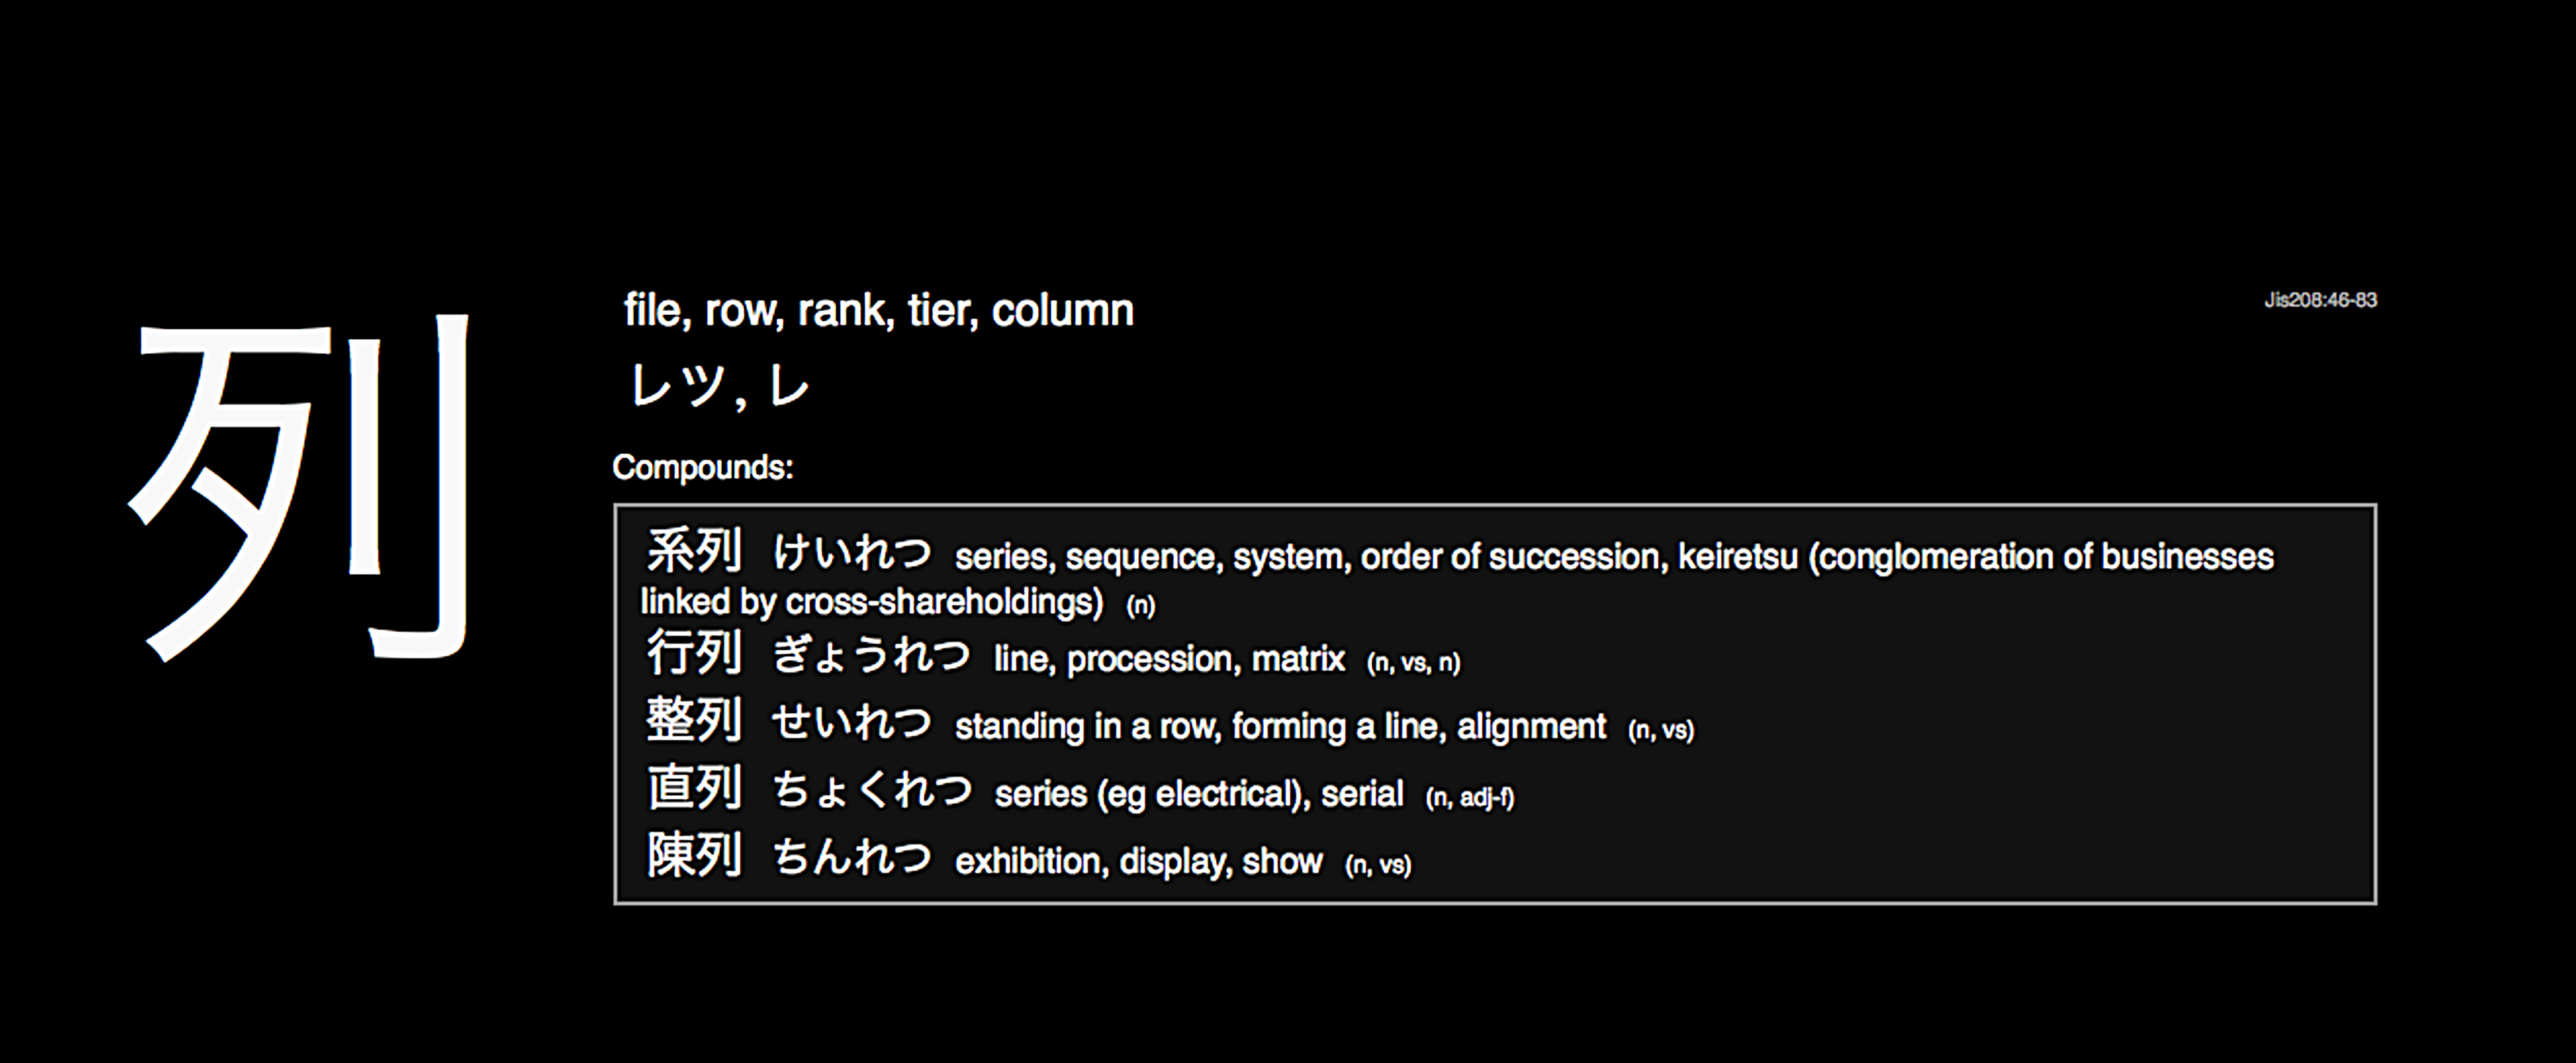 列
file, row, rank, tier, column
Jis208:46-83
レツ, レ
Compounds:
系列 けいれつ series, sequence, system, order of succession, keiretsu (conglomeration of businesses
linked by cross-shareholdings) (n)
行列 ぎょうれつ line, procession, matrix (n, vs, n)
整列 せいれつ standing in a row, forming a line, alignment (n, vs)
直列 ちょくれつ series (eg electrical), serial (n, adj-f)
陳列 ちんれつ exhibition, display, show (n, vs)